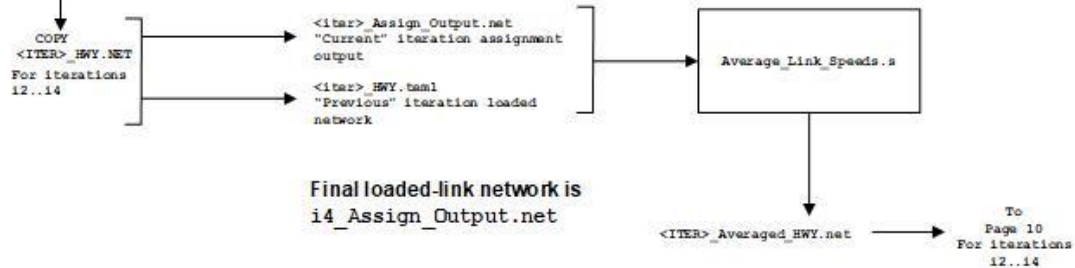 COPY
<ITER>_HWY.NET
For iterations
i2..i4
<iter>_Assign_Output.net
"Current" iteration assignment
output
<iter>_HWY.tem1
"Previous" iteration loaded
network
Average_Link_Speeds.s
Final loaded-link network is
i4_Assign_Output.net
<ITER>_Averaged_HWY.net
To
Page 10
For iterations
i2..i4